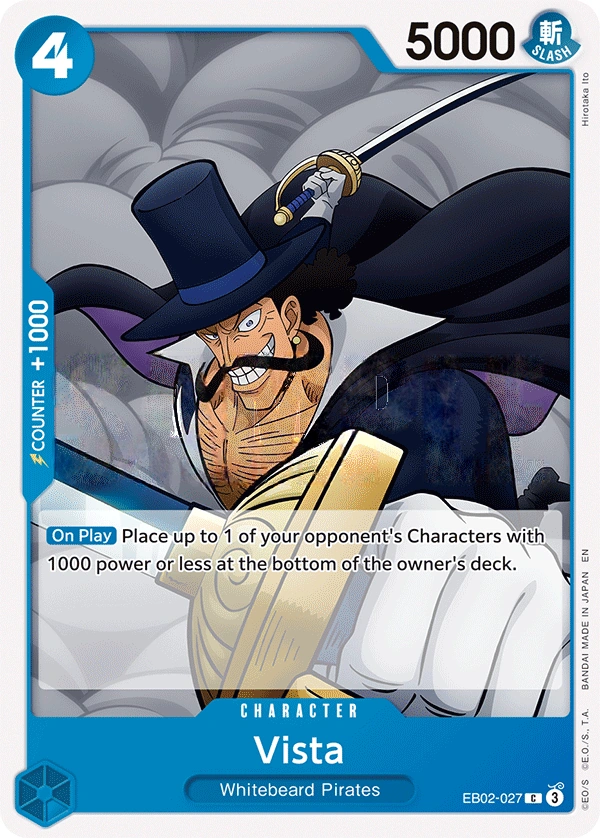 4
5000
斬
SLASH
Hirotaka Ito
COUNTER +1000
On Play Place up to 1 of your opponent's Characters with
1000 power or less at the bottom of the owner's deck.
CHARACTER
Vista
Whitebeard Pirates
EB02-027 C 3
©EO/S ©E.O./S., T.A. BANDAI MADE IN JAPAN EN